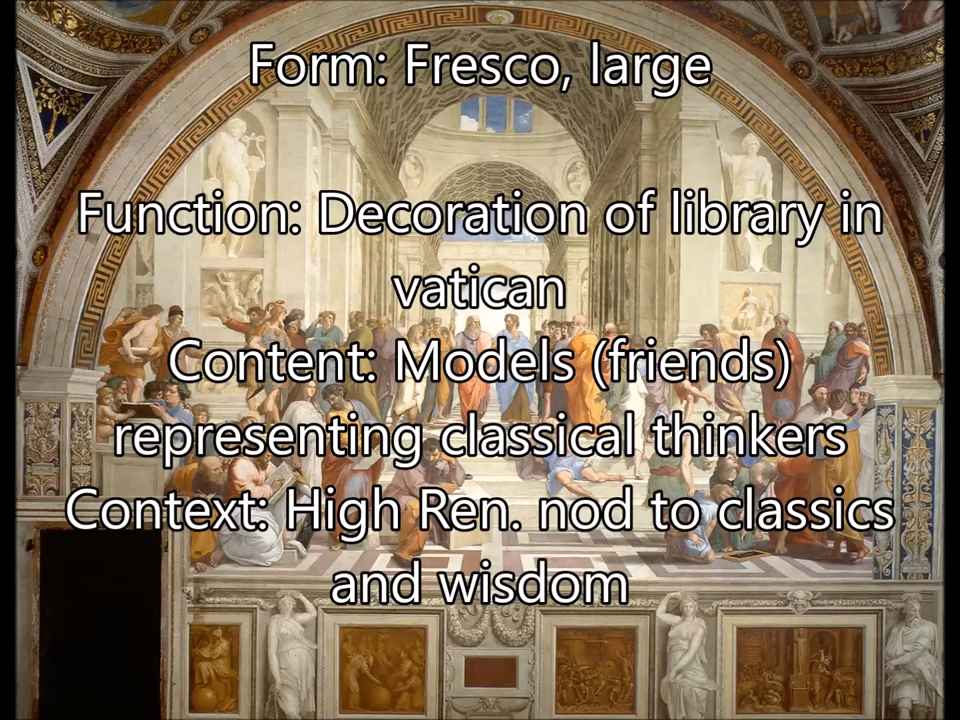 Form: Fresco, large
Function: Decoration of library in
vatican
Content: Models (friends)
representing classical thinkers
Context: High Ren. nod to classics
and wisdom